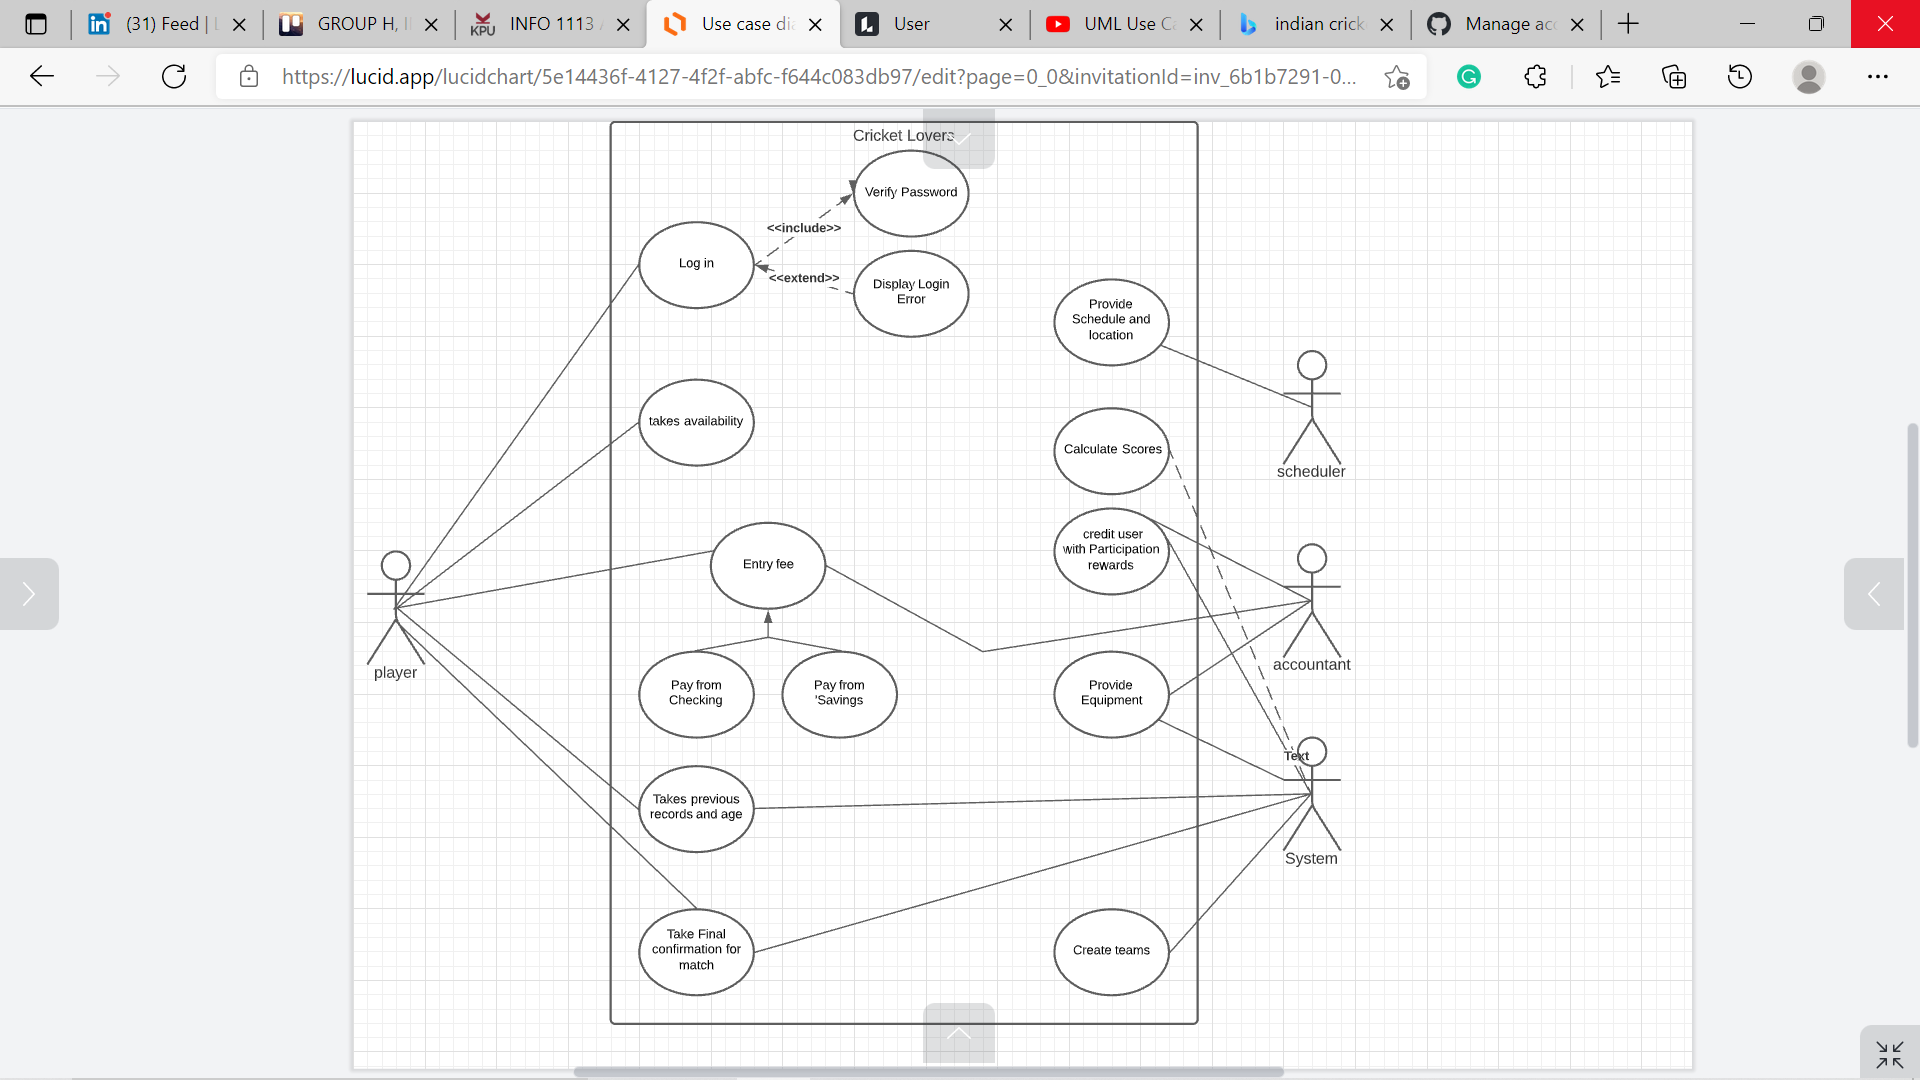 (31) Feed | L
GROUP H, I
KPU
INFO 1113 A
Use case dia
User
UML Use Ca
indian crick
Manage acc
https://lucid.app/lucidchart/5e14436f-4127-4f2f-abfc-f644c083db97/edit?page=0_0&invitationId=inv_6b1b7291-0...
Cricket Lovers
Verify Password
<<include>>
Log in
<<extend>>
Display Login
Error
Provide
Schedule and
location
takes availability
Calculate Scores
scheduler
credit user
with Participation
rewards
Entry fee
player
accountant
Pay from
Checking
Pay from
'Savings
Provide
Equipment
Text
Takes previous
records and age
System
Take Final
confirmation for
match
Create teams